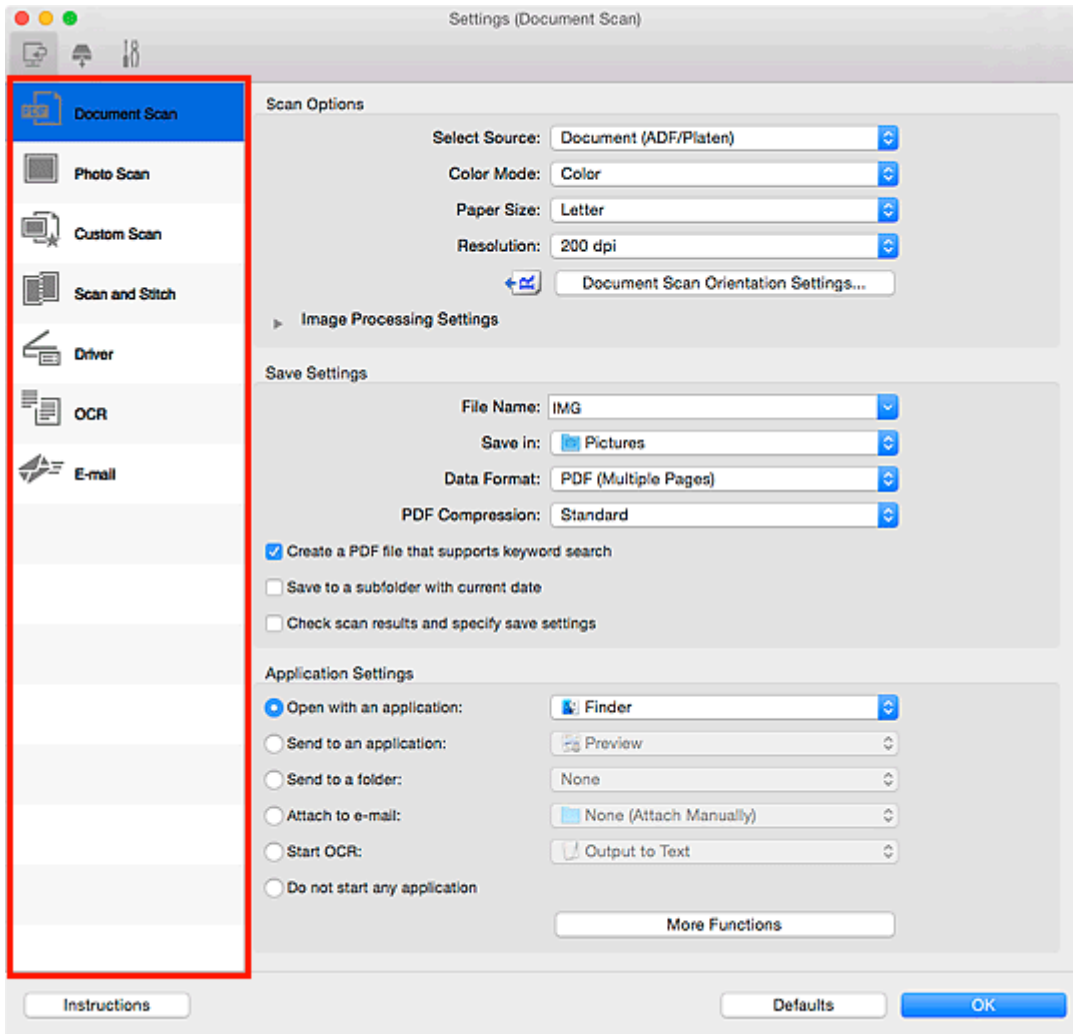 Settings (Document Scan)
Document Scan
Photo Scan
Custom Scan
Scan and Stitch
Driver
OCR
E-mail
Scan Options
Select Source: Document (ADF/Platen)
Color Mode: Color
Paper Size: Letter
Resolution: 200 dpi
Document Scan Orientation Settings...
Image Processing Settings
Save Settings
File Name: IMG
Save in: Pictures
Data Format: PDF (Multiple Pages)
PDF Compression: Standard
Create a PDF file that supports keyword search
Save to a subfolder with current date
Check scan results and specify save settings
Application Settings
Open with an application: Finder
Send to an application: Preview
Send to a folder: None
Attach to e-mail: None (Attach Manually)
Start OCR: Output to Text
Do not start any application
More Functions
Instructions Defaults OK